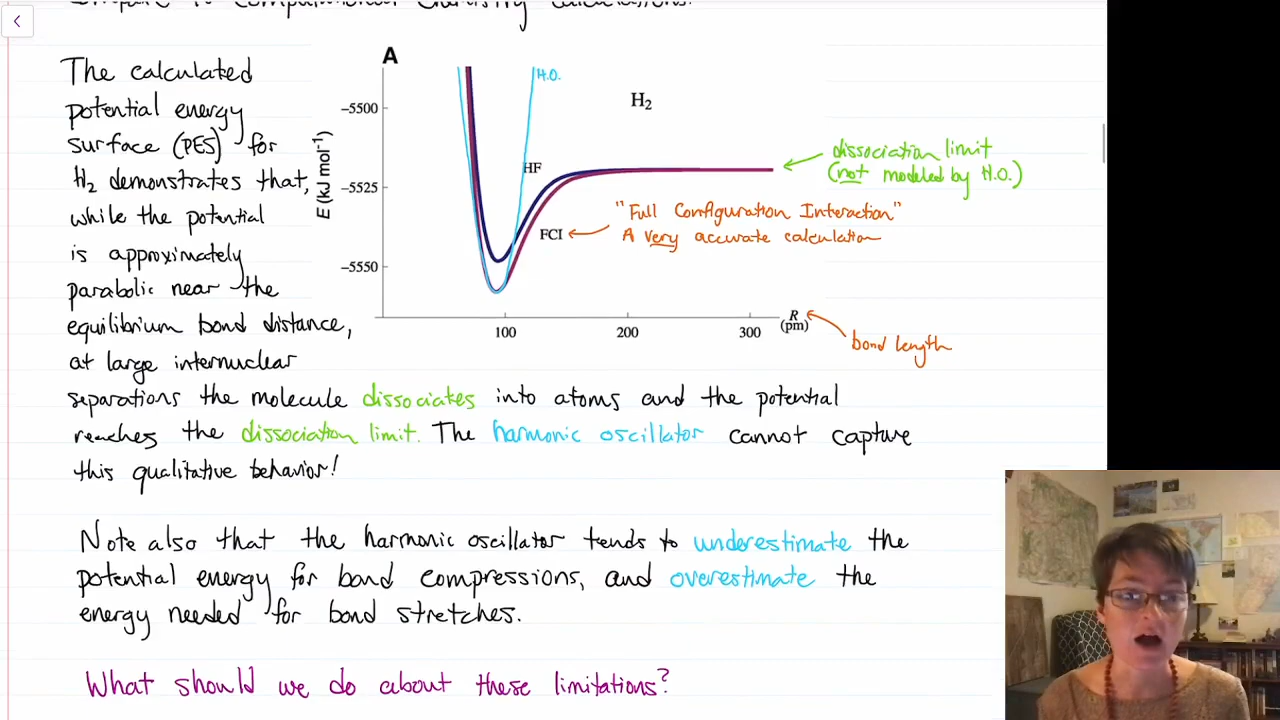 Compare to computational chemistry calculations:
The calculated
potential energy
surface (PES) for
H2 demonstrates that,
while the potential
is approximately
parabolic near the
equilibrium bond distance,
at large internuclear
separations the molecule dissociates into atoms and the potential
reaches the dissociation limit. The harmonic oscillator cannot capture
this qualitative behavior!
A
H.O.
H2
−5500
−5525
−5550
E (kJ mol-1)
HF
FCI
100
200
300
R
(pm)
dissociation limit
(not modeled by H.O.)
"Full Configuration Interaction"
A very accurate calculation
bond length
Note also that the harmonic oscillator tends to underestimate the
potential energy for bond compressions, and overestimate the
energy needed for bond stretches.
What should we do about these limitations?